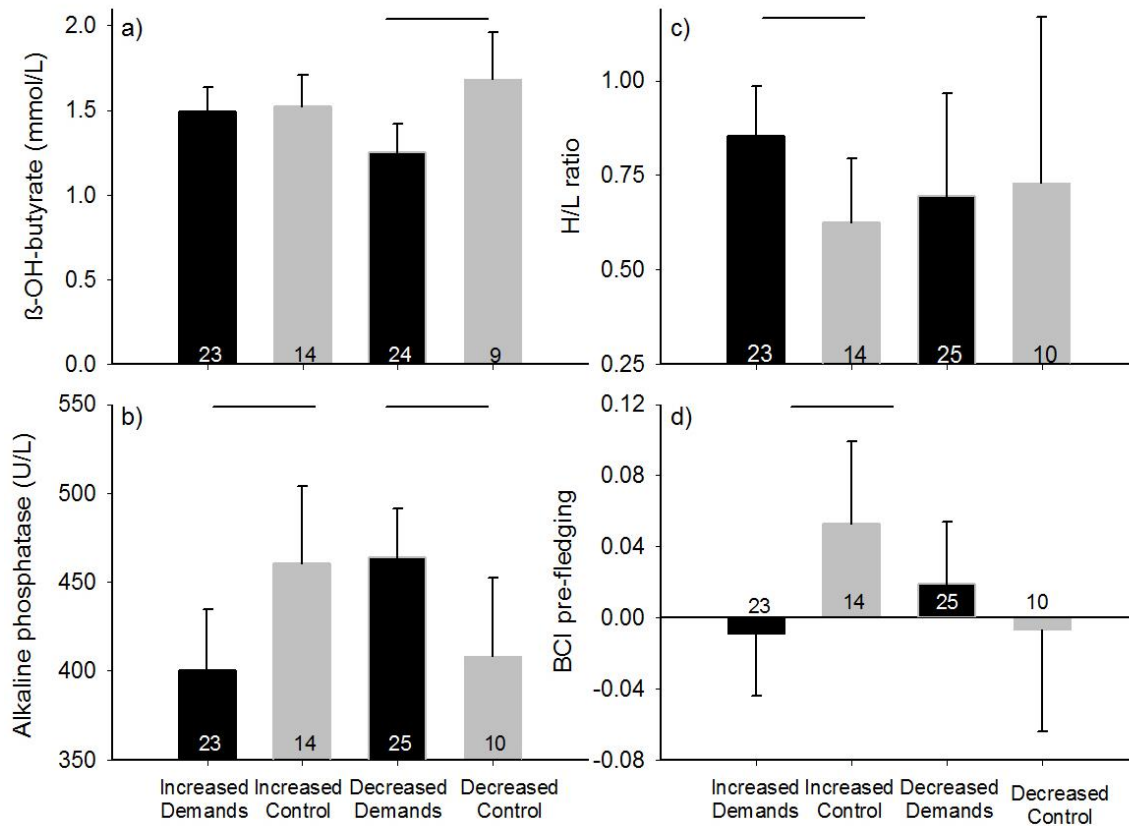 a)
ß-OH-butyrate (mmol/L)
2.0
1.5
1.0
0.5
0.0
23
14
24
9
c)
H/L ratio
1.00
0.75
0.50
0.25
23
14
25
10
b)
Alkaline phosphatase (U/L)
550
500
450
400
350
23
14
25
10
Increased Demands
Increased Control
Decreased Demands
Decreased Control
d)
BCI pre-fledging
0.12
0.08
0.04
0.00
-0.04
-0.08
23
14
25
10
Increased Demands
Increased Control
Decreased Demands
Decreased Control